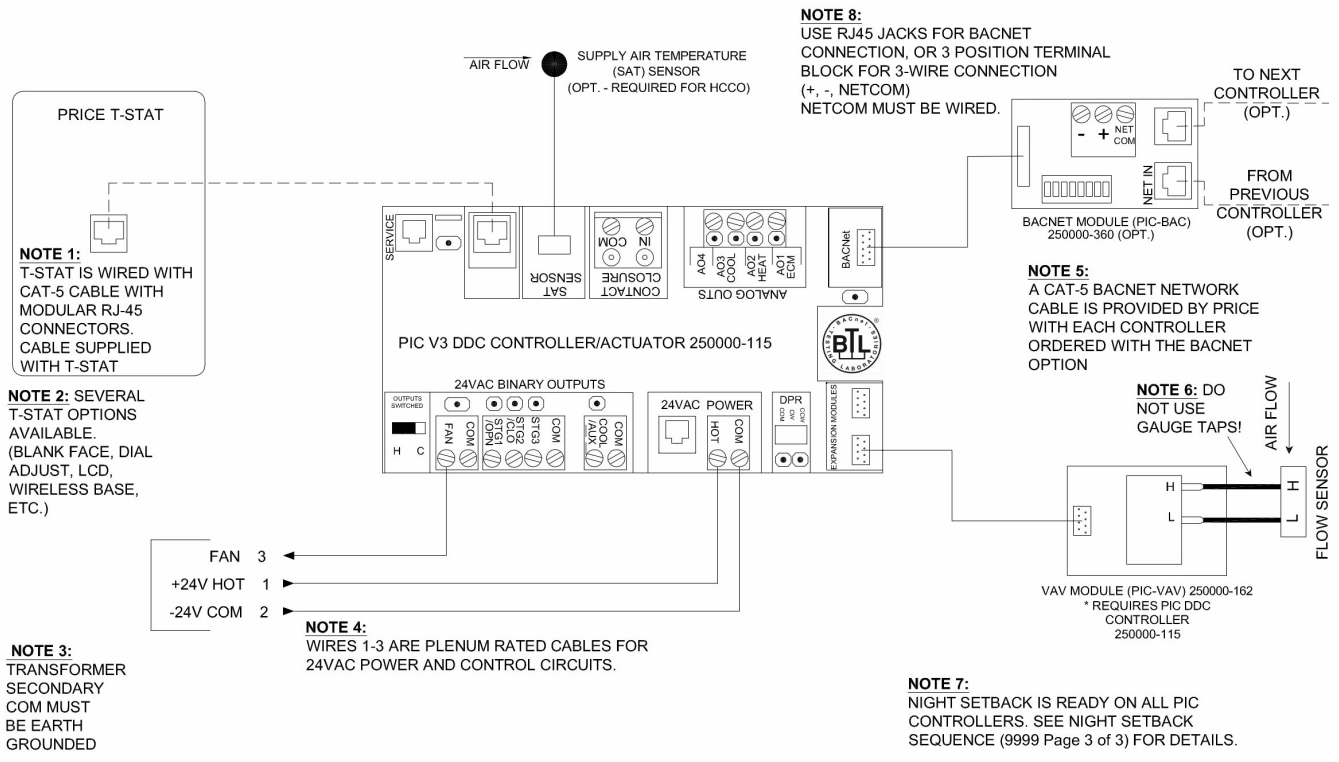 NOTE 8:
USE RJ45 JACKS FOR BACNET
CONNECTION, OR 3 POSITION TERMINAL
BLOCK FOR 3-WIRE CONNECTION
(+, -, NETCOM)
NETCOM MUST BE WIRED.
AIR FLOW
SUPPLY AIR TEMPERATURE
(SAT) SENSOR
(OPT. - REQUIRED FOR HCCO)
TO NEXT
CONTROLLER
(OPT.)
- + NET
COM
NET IN
FROM
PREVIOUS
CONTROLLER
(OPT.)
BACNET MODULE (PIC-BAC)
250000-360 (OPT.)
PRICE T-STAT
NOTE 1:
T-STAT IS WIRED WITH
CAT-5 CABLE WITH
MODULAR RJ-45
CONNECTORS.
CABLE SUPPLIED
WITH T-STAT
NOTE 2: SEVERAL
T-STAT OPTIONS
AVAILABLE.
(BLANK FACE, DIAL
ADJUST, LCD,
WIRELESS BASE,
ETC.)
SERVICE
SAT
SENSOR
COM
IN
CONTACT
CLOSURE
AO4
AO3
COOL
AO2
HEAT
AO1
ECM
ANALOG OUTS
BACNet
PIC V3 DDC CONTROLLER/ACTUATOR 250000-115
BACnet
BTL
®
TESTING LABORATORIES
24VAC BINARY OUTPUTS
OUTPUTS
SWITCHED
H C
FAN
COM
STG1
/OPN
STG2
/CLO
STG3
COM
COOL
/AUX
COM
24VAC POWER
HOT
COM
DPR
COM
CW
CCW
EXPANSION MODULES
NOTE 5:
A CAT-5 BACNET NETWORK
CABLE IS PROVIDED BY PRICE
WITH EACH CONTROLLER
ORDERED WITH THE BACNET
OPTION
NOTE 6: DO
NOT USE
GAUGE TAPS!
AIR FLOW
H
L
H
L
FLOW SENSOR
VAV MODULE (PIC-VAV) 250000-162
* REQUIRES PIC DDC
CONTROLLER
250000-115
FAN 3
+24V HOT 1
-24V COM 2
NOTE 3:
TRANSFORMER
SECONDARY
COM MUST
BE EARTH
GROUNDED
NOTE 4:
WIRES 1-3 ARE PLENUM RATED CABLES FOR
24VAC POWER AND CONTROL CIRCUITS.
NOTE 7:
NIGHT SETBACK IS READY ON ALL PIC
CONTROLLERS. SEE NIGHT SETBACK
SEQUENCE (9999 Page 3 of 3) FOR DETAILS.